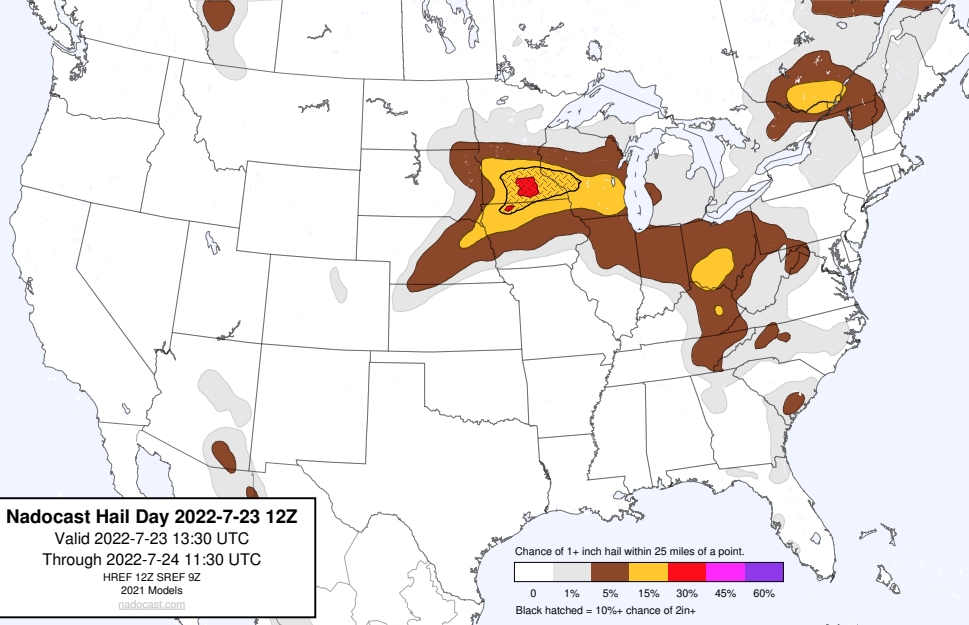 Nadocast Hail Day 2022-7-23 12Z
Valid 2022-7-23 13:30 UTC
Through 2022-7-24 11:30 UTC
HREF 12Z SREF 9Z
2021 Models
nadocast.com
Chance of 1+ inch hail within 25 miles of a point.
0 1% 5% 15% 30% 45% 60%
Black hatched = 10%+ chance of 2in+